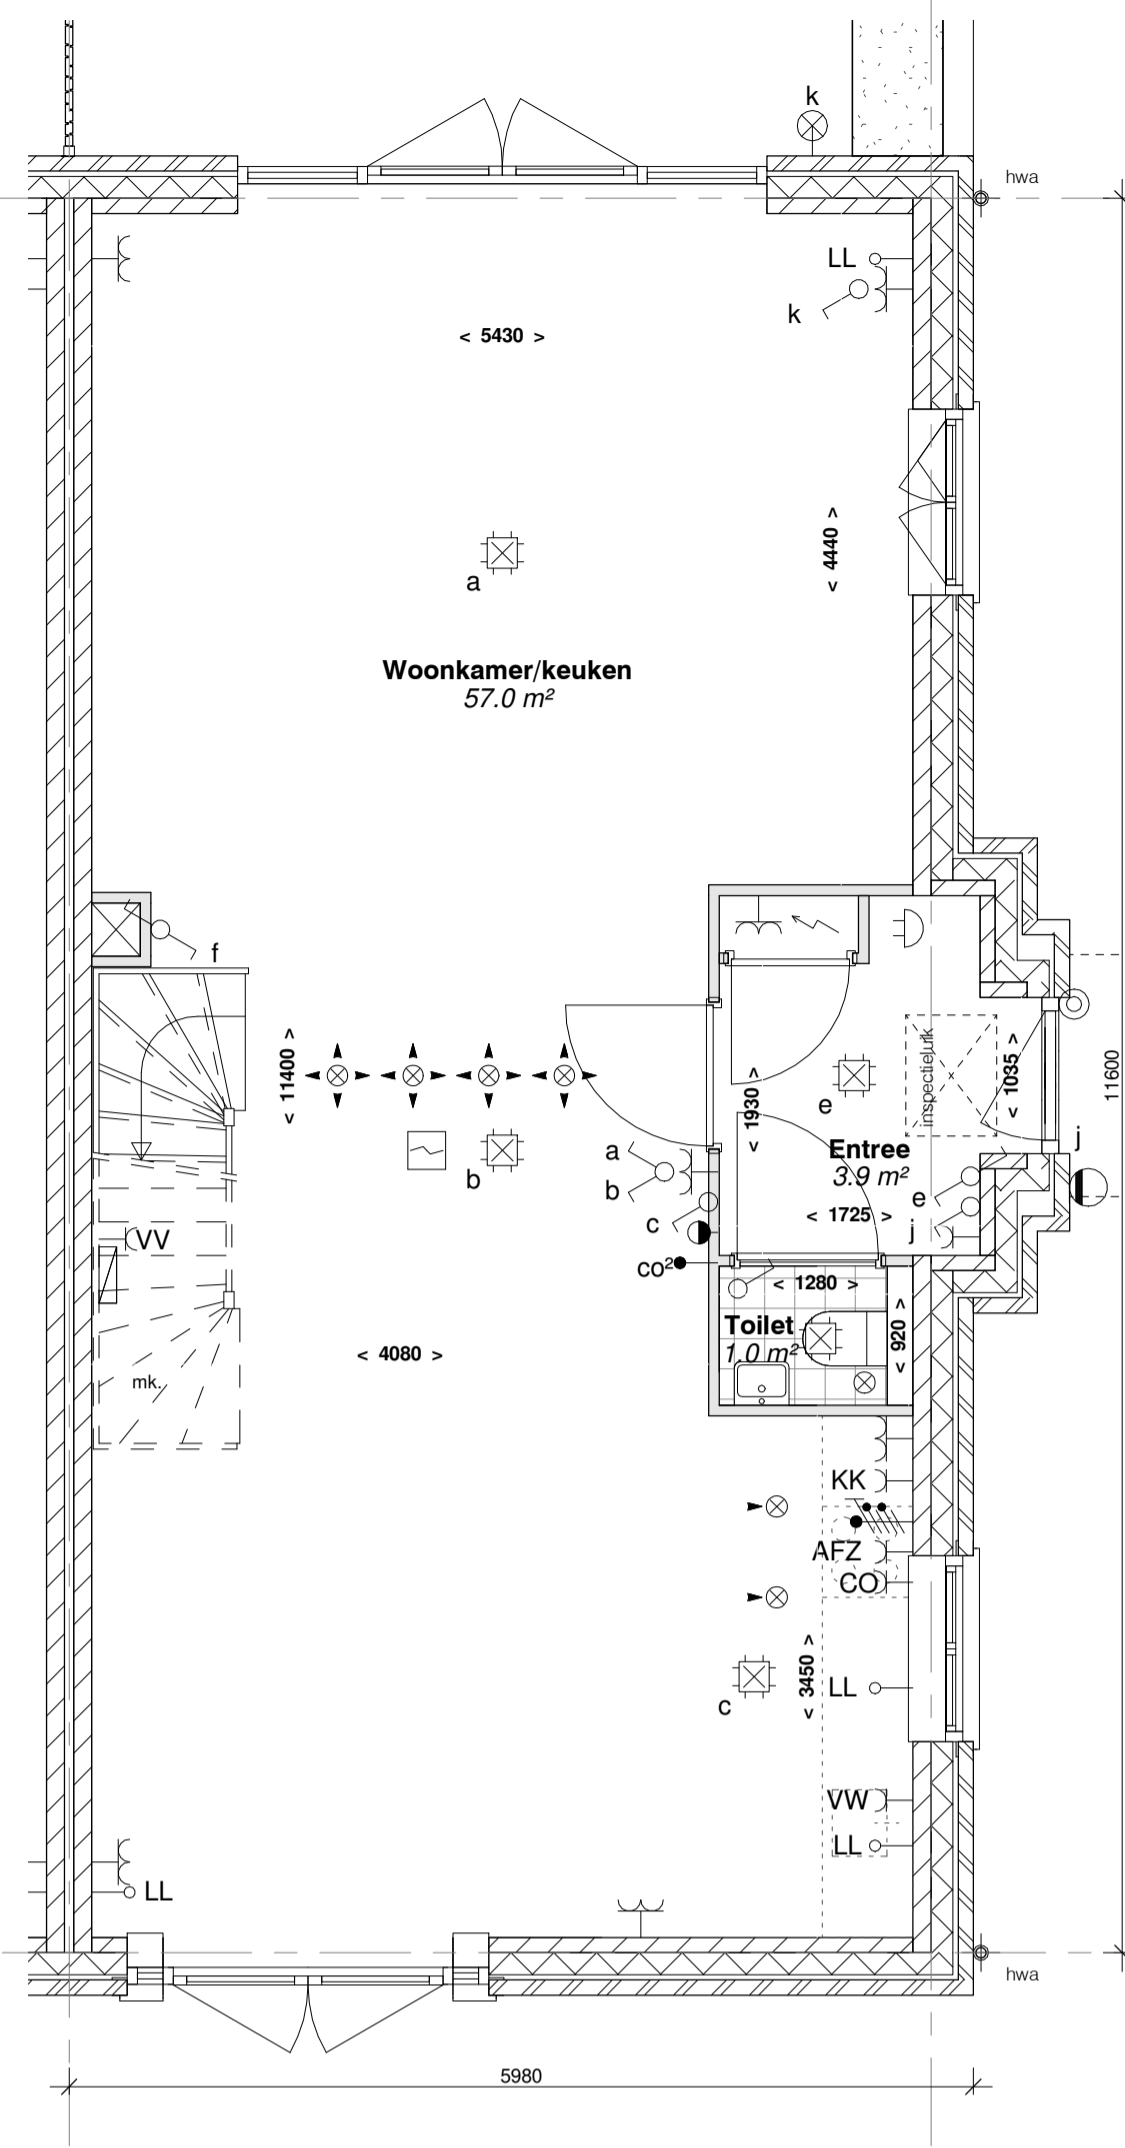 k
hwa
LL
k
< 5430 >
< 4440 >
a
Woonkamer/keuken
57.0 m²
f
< 11400 >
< 1930 >
inspectieluik
< 1035 >
11600
e
b
a
b
c
co²
Entree
3.9 m²
< 1725 >
e
j
j
VV
< 1280 >
Toilet
1.0 m²
< 920 >
< 4080 >
mk.
KK
AFZ
CO
c
< 3450 >
LL
VW
LL
LL
hwa
5980